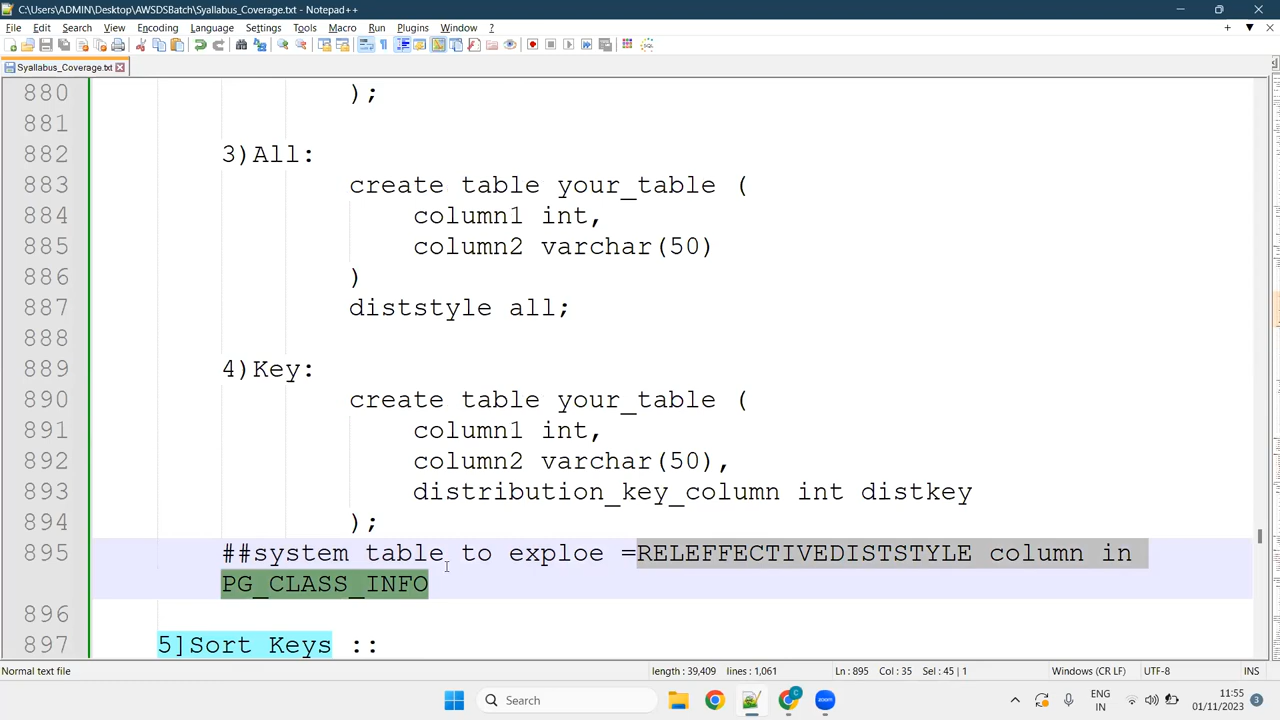 C:\Users\ADMIN\Desktop\AWSDSBatch\Syllabus_Coverage.txt - Notepad++
File Edit Search View Encoding Language Settings Tools Macro Run Plugins Window ?
Syallabus_Coverage.txt
880 );
881
882 3)All:
883 create table your_table (
884 column1 int,
885 column2 varchar(50)
886 )
887 diststyle all;
888
889 4)Key:
890 create table your_table (
891 column1 int,
892 column2 varchar(50),
893 distribution_key_column int distkey
894 );
895 ##system table to exploe =RELEFFECTIVEDISTSTYLE column in
PG_CLASS_INFO
896
897 5]Sort Keys ::
Normal text file length : 39,409 lines : 1,061 Ln : 895 Col : 35 Sel : 45 | 1 Windows (CR LF) UTF-8 INS
Search ENG IN 11:55 01/11/2023 3